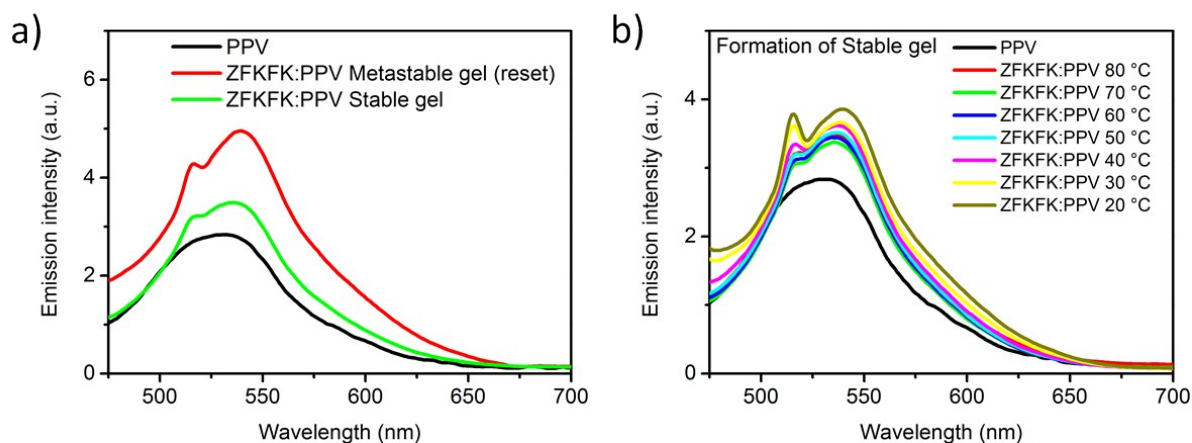 a)
PPV
ZFKFK:PPV Metastable gel (reset)
ZFKFK:PPV Stable gel
6
4
2
0
Emission intensity (a.u.)
500 550 600 650 700
Wavelength (nm)
b)
Formation of Stable gel
PPV
ZFKFK:PPV 80 °C
ZFKFK:PPV 70 °C
ZFKFK:PPV 60 °C
ZFKFK:PPV 50 °C
ZFKFK:PPV 40 °C
ZFKFK:PPV 30 °C
ZFKFK:PPV 20 °C
4
2
0
Emission intensity (a.u.)
500 550 600 650 700
Wavelength (nm)